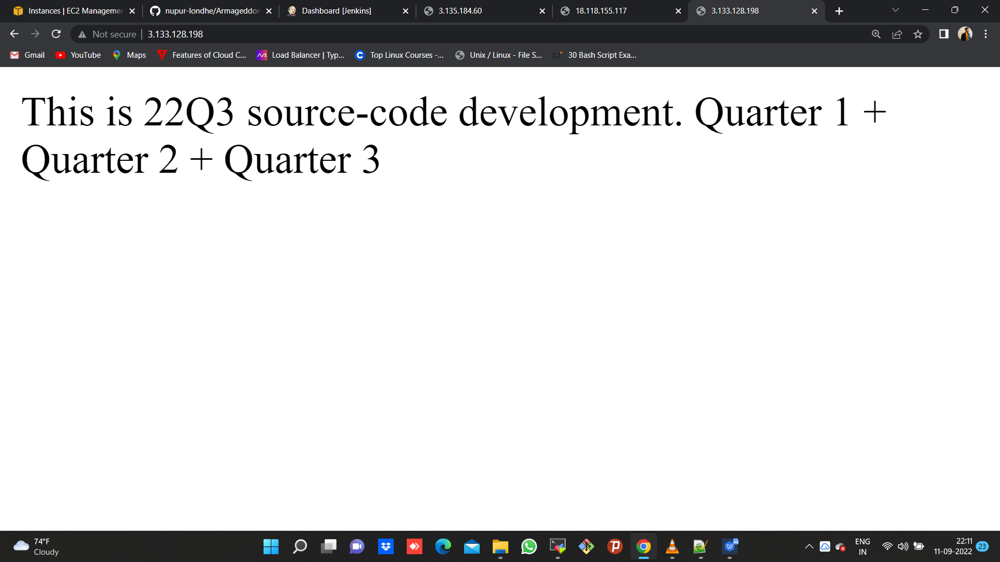 Instances | EC2 Managemen
nupur-londhe/Armageddon
Dashboard [Jenkins]
3.135.184.60
18.118.155.117
3.133.128.198
Not secure
3.133.128.198
Gmail
YouTube
Maps
Features of Cloud C...
Load Balancer | Typ...
Top Linux Courses -...
Unix / Linux - File S...
30 Bash Script Exa...
This is 22Q3 source-code development. Quarter 1 +
Quarter 2 + Quarter 3
74°F
Cloudy
ENG
IN
22:11
11-09-2022
23